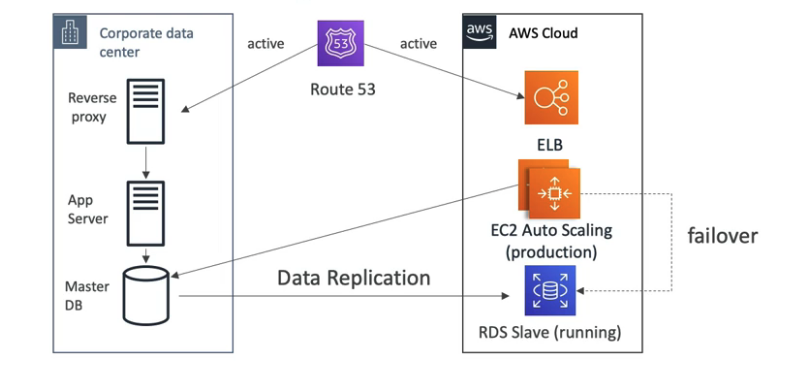 Corporate data
center
active
53
active
Route 53
aws
AWS Cloud
Reverse
proxy
ELB
App
Server
EC2 Auto Scaling
(production)
failover
Master
DB
Data Replication
RDS Slave (running)